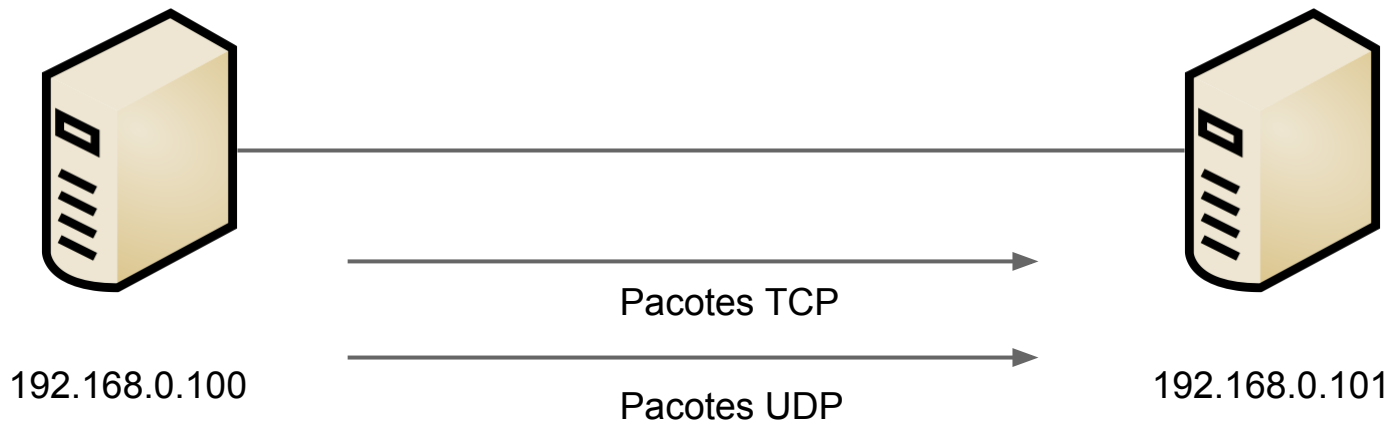 Pacotes TCP
192.168.0.100
192.168.0.101
Pacotes UDP